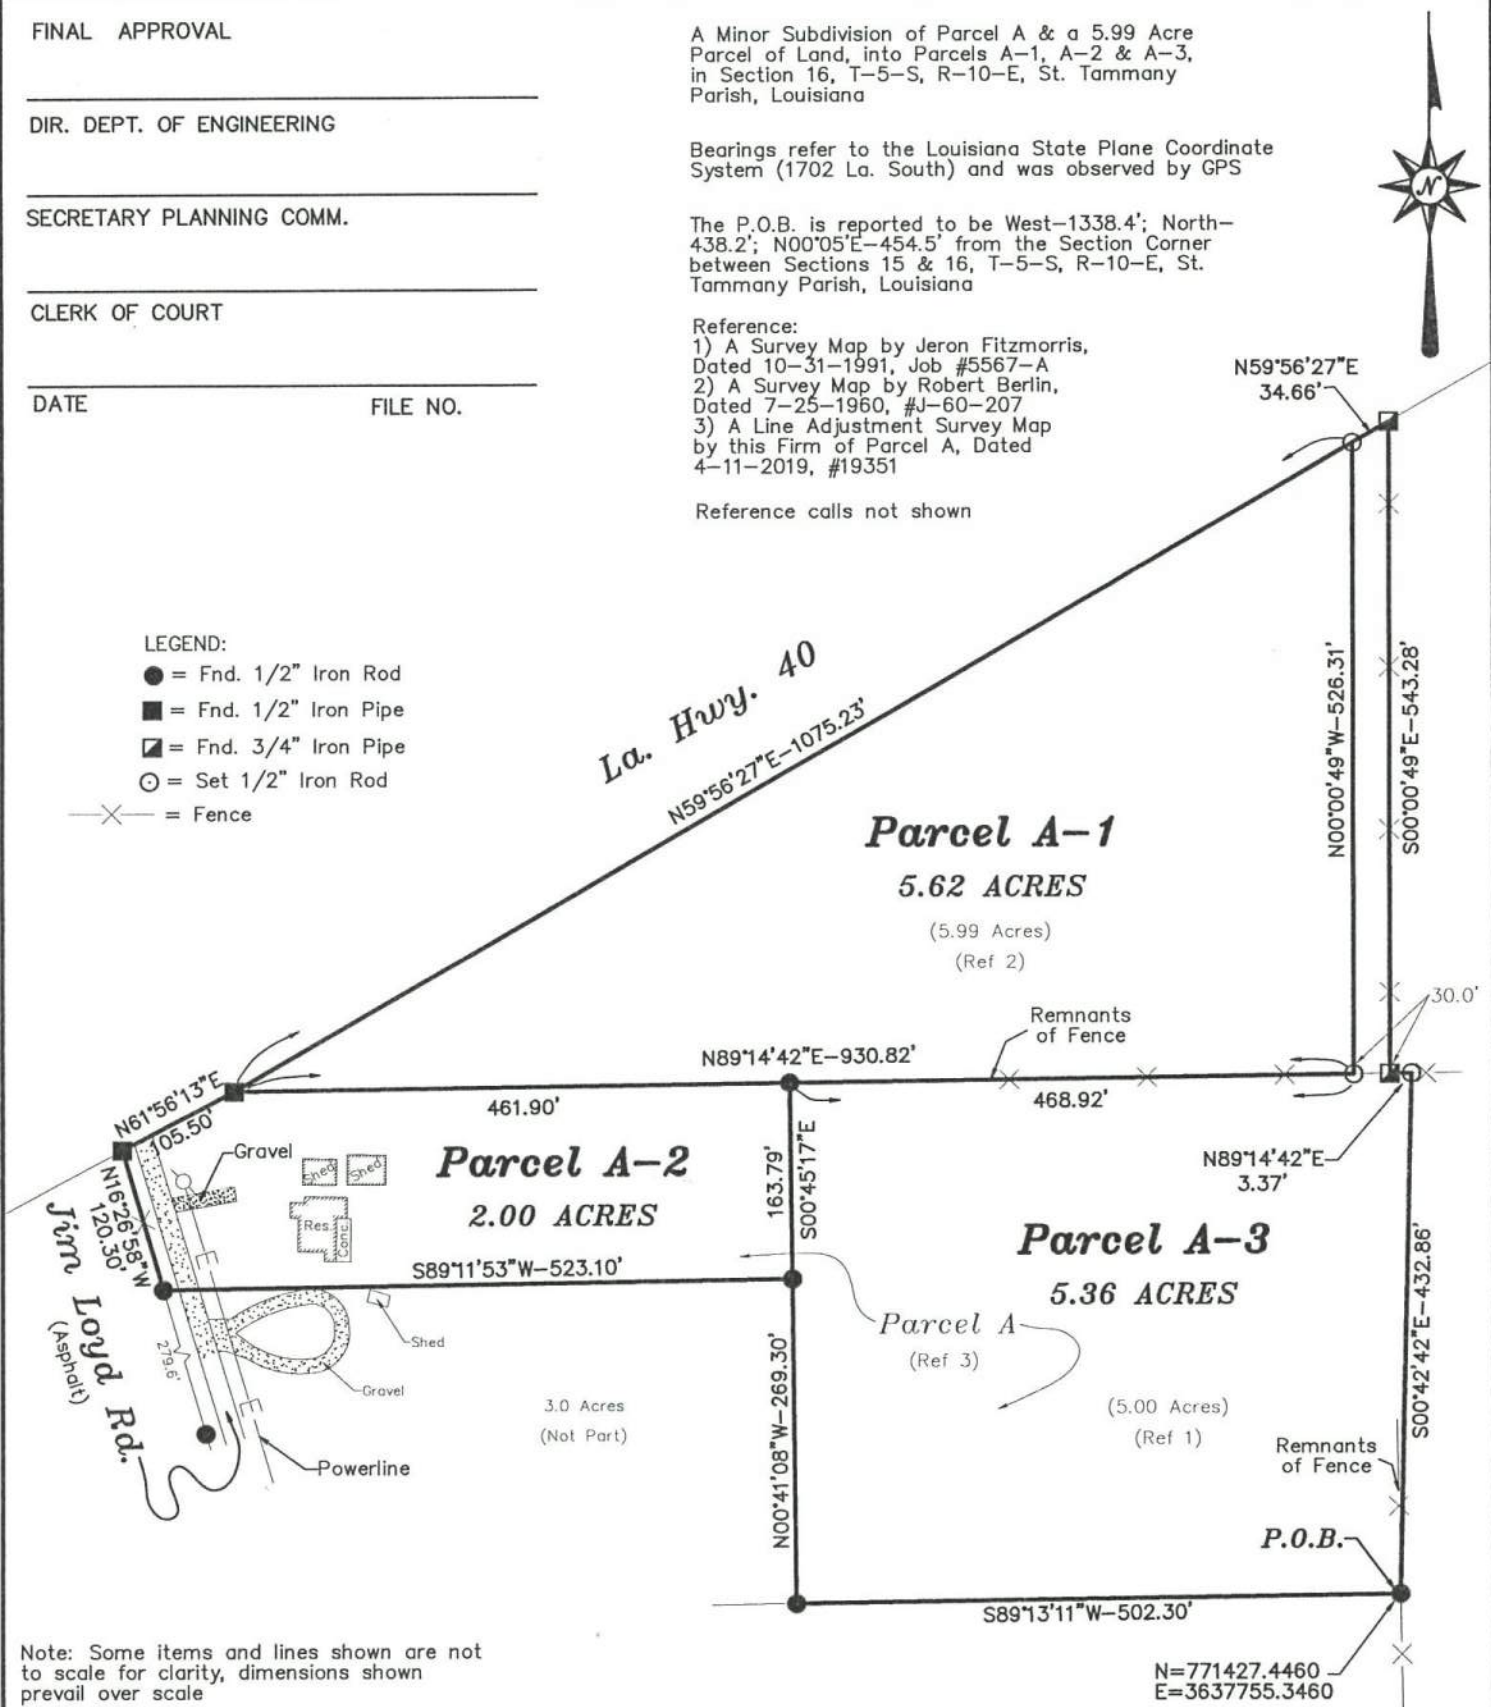 FINAL APPROVAL
DIR. DEPT. OF ENGINEERING
SECRETARY PLANNING COMM.
CLERK OF COURT
DATE FILE NO.
A Minor Subdivision of Parcel A & a 5.99 Acre
Parcel of Land, into Parcels A-1, A-2 & A-3,
in Section 16, T-5-S, R-10-E, St. Tammany
Parish, Louisiana
Bearings refer to the Louisiana State Plane Coordinate
System (1702 La. South) and was observed by GPS
The P.O.B. is reported to be West-1338.4'; North-
438.2'; N00°05'E-454.5' from the Section Corner
between Sections 15 & 16, T-5-S, R-10-E, St.
Tammany Parish, Louisiana
Reference:
1) A Survey Map by Jeron Fitzmorris,
Dated 10-31-1991, Job #5567-A
2) A Survey Map by Robert Berlin,
Dated 7-25-1960, #J-60-207
3) A Line Adjustment Survey Map
by this Firm of Parcel A, Dated
4-11-2019, #19351
Reference calls not shown
N
N59°56'27"E
34.66'
LEGEND:
= Fnd. 1/2" Iron Rod
= Fnd. 1/2" Iron Pipe
= Fnd. 3/4" Iron Pipe
= Set 1/2" Iron Rod
= Fence
La. Hwy. 40
N59°56'27"E-1075.23'
N00°00'49"W-526.31'
S00°00'49"E-543.28'
Parcel A-1
5.62 ACRES
(5.99 Acres)
(Ref 2)
30.0'
Remnants
of Fence
N89°14'42"E-930.82'
461.90'
468.92'
N61°56'13"E
105.50'
Gravel
Shed
Shed
Res.
Conc.
Parcel A-2
2.00 ACRES
163.79'
S00°45'17"E
N89°14'42"E
3.37'
N16°26'58"W
120.30'
S89°11'53"W-523.10'
Parcel A-3
5.36 ACRES
S00°42'42"E-432.86'
Jim Loyd Rd.
(Asphalt)
279.6'
Shed
Gravel
Parcel A
(Ref 3)
3.0 Acres
(Not Part)
N00°41'08"W-269.30'
(5.00 Acres)
(Ref 1)
Remnants
of Fence
Powerline
P.O.B.
S89°13'11"W-502.30'
N=771427.4460
E=3637755.3460
Note: Some items and lines shown are not
to scale for clarity, dimensions shown
prevail over scale